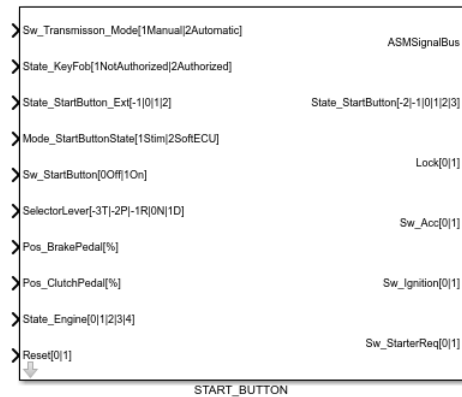 Sw_Transmisson_Mode[1Manual|2Automatic]
ASMSignalBus
State_KeyFob[1NotAuthorized|2Authorized]
State_StartButton_Ext[-1|0|1|2]
State_StartButton[-2|-1|0|1|2|3]
Mode_StartButtonState[1Stim|2SoftECU]
Lock[0|1]
Sw_StartButton[0Off|1On]
SelectorLever[-3T|-2P|-1R|0N|1D]
Sw_Acc[0|1]
Pos_BrakePedal[%]
Pos_ClutchPedal[%]
Sw_Ignition[0|1]
State_Engine[0|1|2|3|4]
Sw_StarterReq[0|1]
Reset[0|1]
START_BUTTON